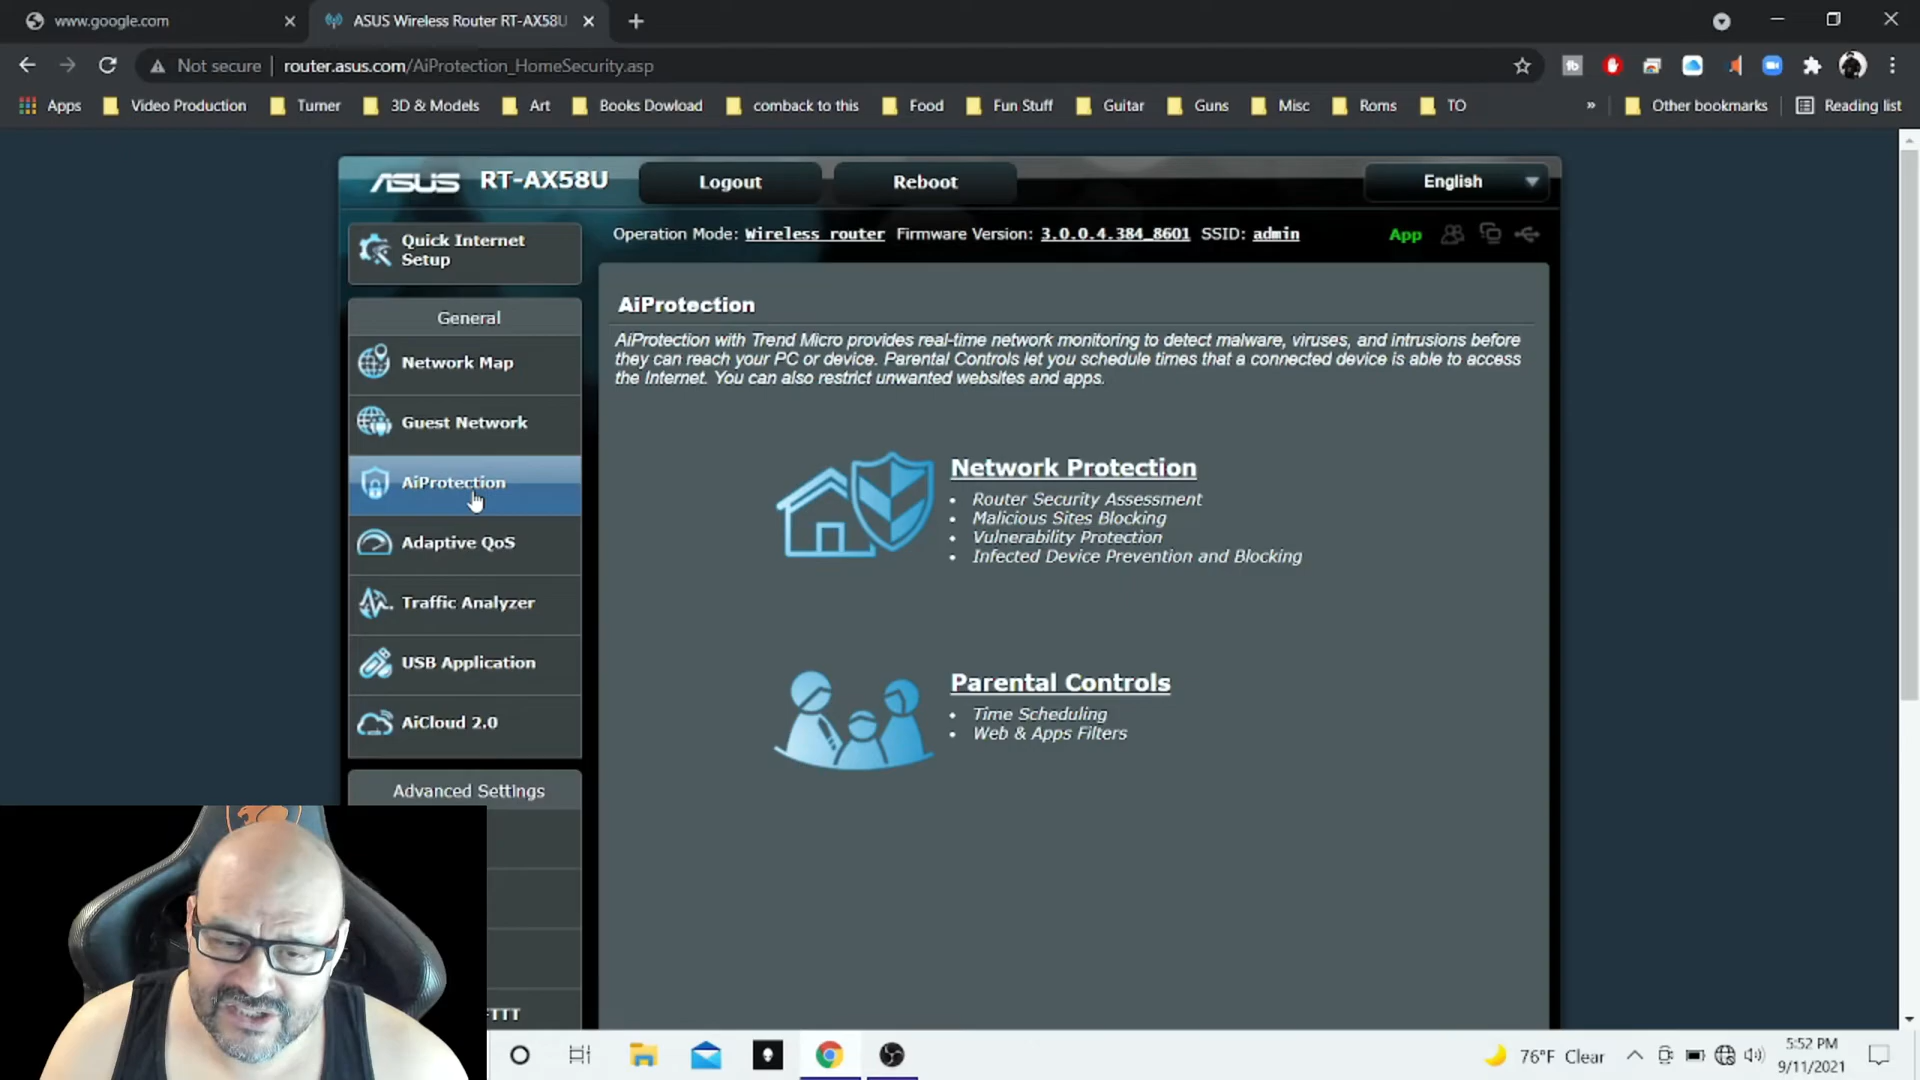 www.google.com
ASUS Wireless Router RT-AX58U
Not secure
router.asus.com/AiProtection_HomeSecurity.asp
Apps
Video Production
Turner
3D & Models
Art
Books Dowload
comback to this
Food
Fun Stuff
Guitar
Guns
Misc
Roms
TO
»
Other bookmarks
Reading list
ASUS RT-AX58U
Logout
Reboot
English
Quick Internet
Setup
Operation Mode: Wireless router Firmware Version: 3.0.0.4.384_8601 SSID: admin
App
General
Network Map
Guest Network
AiProtection
Adaptive QoS
Traffic Analyzer
USB Application
AiCloud 2.0
Advanced Settings
AiProtection
AiProtection with Trend Micro provides real-time network monitoring to detect malware, viruses, and intrusions before
they can reach your PC or device. Parental Controls let you schedule times that a connected device is able to access
the Internet. You can also restrict unwanted websites and apps.
Network Protection
• Router Security Assessment
• Malicious Sites Blocking
• Vulnerability Protection
• Infected Device Prevention and Blocking
Parental Controls
• Time Scheduling
• Web & Apps Filters
76°F Clear
5:52 PM
9/11/2021